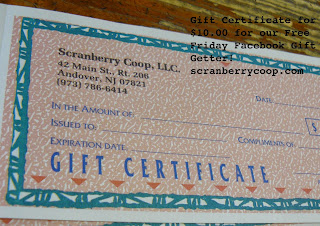 Gift Certificate for
$10.00 for our Free
Friday Facebook Gift
Getter!
scranberrycoop.com
Scranberry Coop, LLC.
42 Main St., Rt. 206
Andover, NJ 07821
(973) 786-6414
DATE
IN THE AMOUNT OF:
$
ISSUED TO:
COMPLIMENTS OF:
EXPIRATION DATE:
GIFT CERTIFICATE